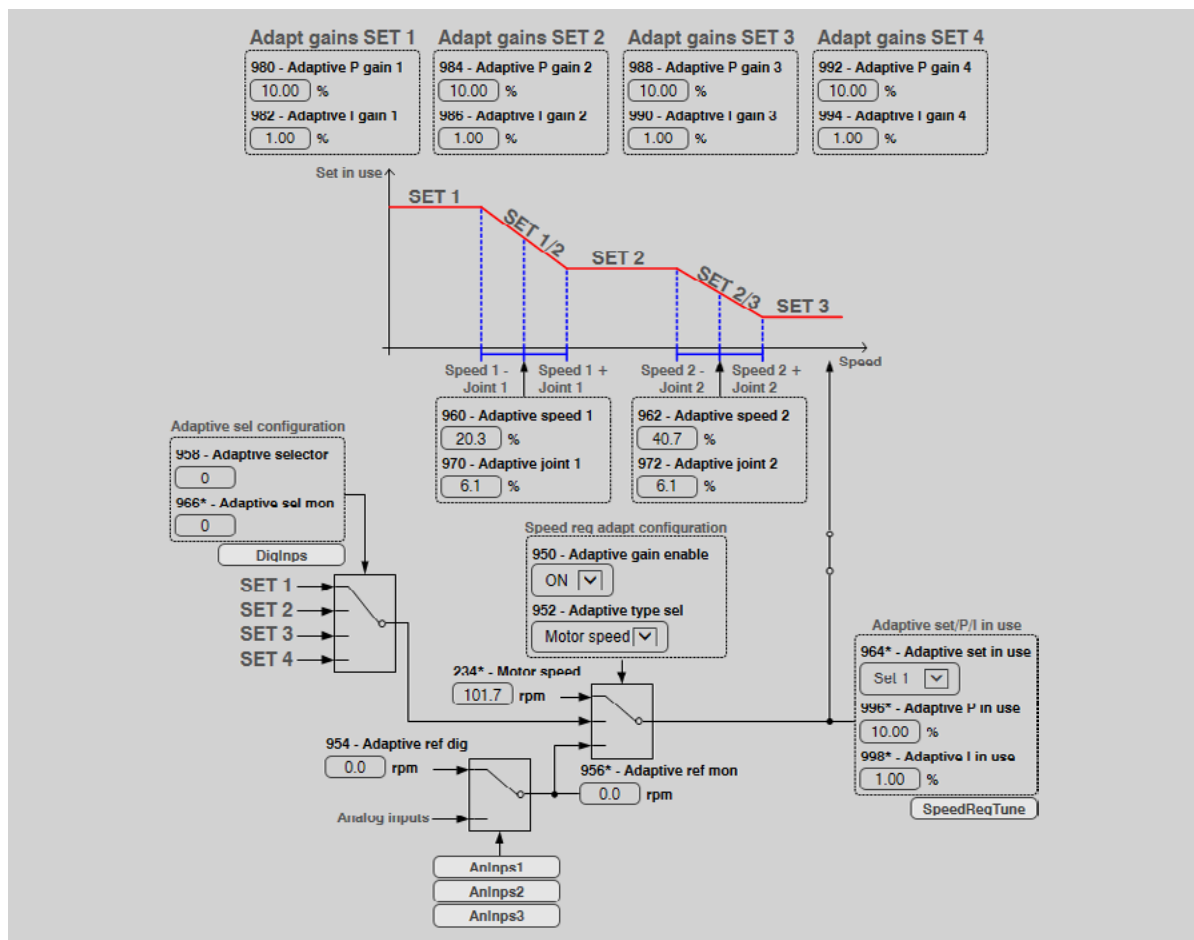 Adapt gains SET 1
Adapt gains SET 2
Adapt gains SET 3
Adapt gains SET 4
980 - Adaptive P gain 1
10.00 %
982 - Adaptive I gain 1
1.00 %
984 - Adaptive P gain 2
10.00 %
986 - Adaptive I gain 2
1.00 %
988 - Adaptive P gain 3
10.00 %
990 - Adaptive I gain 3
1.00 %
992 - Adaptive P gain 4
10.00 %
994 - Adaptive I gain 4
1.00 %
Set in use
SET 1
SET 1/2
SET 2
SET 2/3
SET 3
Speed
Speed 1 -
Joint 1
Speed 1 +
Joint 1
Speed 2 -
Joint 2
Speed 2 +
Joint 2
960 - Adaptive speed 1
20.3 %
970 - Adaptive joint 1
6.1 %
962 - Adaptive speed 2
40.7 %
972 - Adaptive joint 2
6.1 %
Adaptive sel configuration
958 - Adaptive selector
0
966* - Adaptive sel mon
0
DigInps
SET 1
SET 2
SET 3
SET 4
Speed reg adapt configuration
950 - Adaptive gain enable
ON
952 - Adaptive type sel
Motor speed
234* - Motor speed
101.7 rpm
954 - Adaptive ref dig
0.0 rpm
Analog inputs
956* - Adaptive ref mon
0.0 rpm
AnInps1
AnInps2
AnInps3
Adaptive set/P/I in use
964* - Adaptive set in use
Set 1
996* - Adaptive P in use
10.00 %
998* - Adaptive I in use
1.00 %
SpeedRegTune